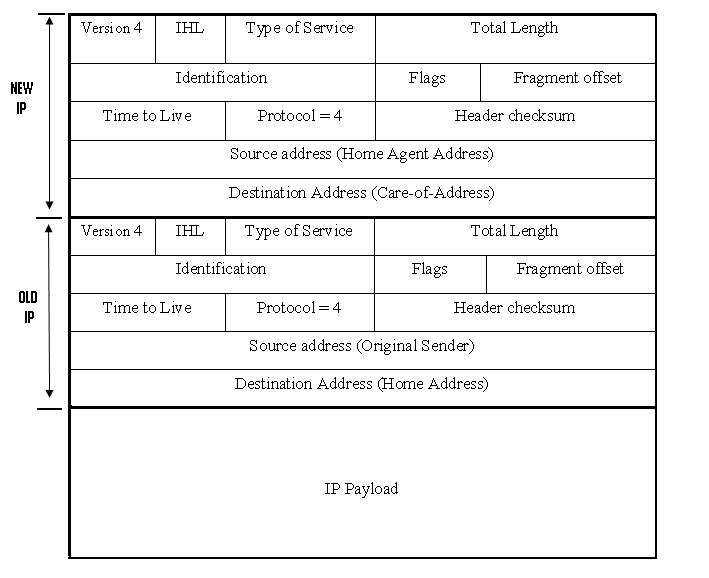 Version 4 IHL Type of Service Total Length
Identification Flags Fragment offset
NEW
IP
Time to Live Protocol = 4 Header checksum
Source address (Home Agent Address)
Destination Address (Care-of-Address)
Version 4 IHL Type of Service Total Length
Identification Flags Fragment offset
OLD
IP
Time to Live Protocol = 4 Header checksum
Source address (Original Sender)
Destination Address (Home Address)
IP Payload